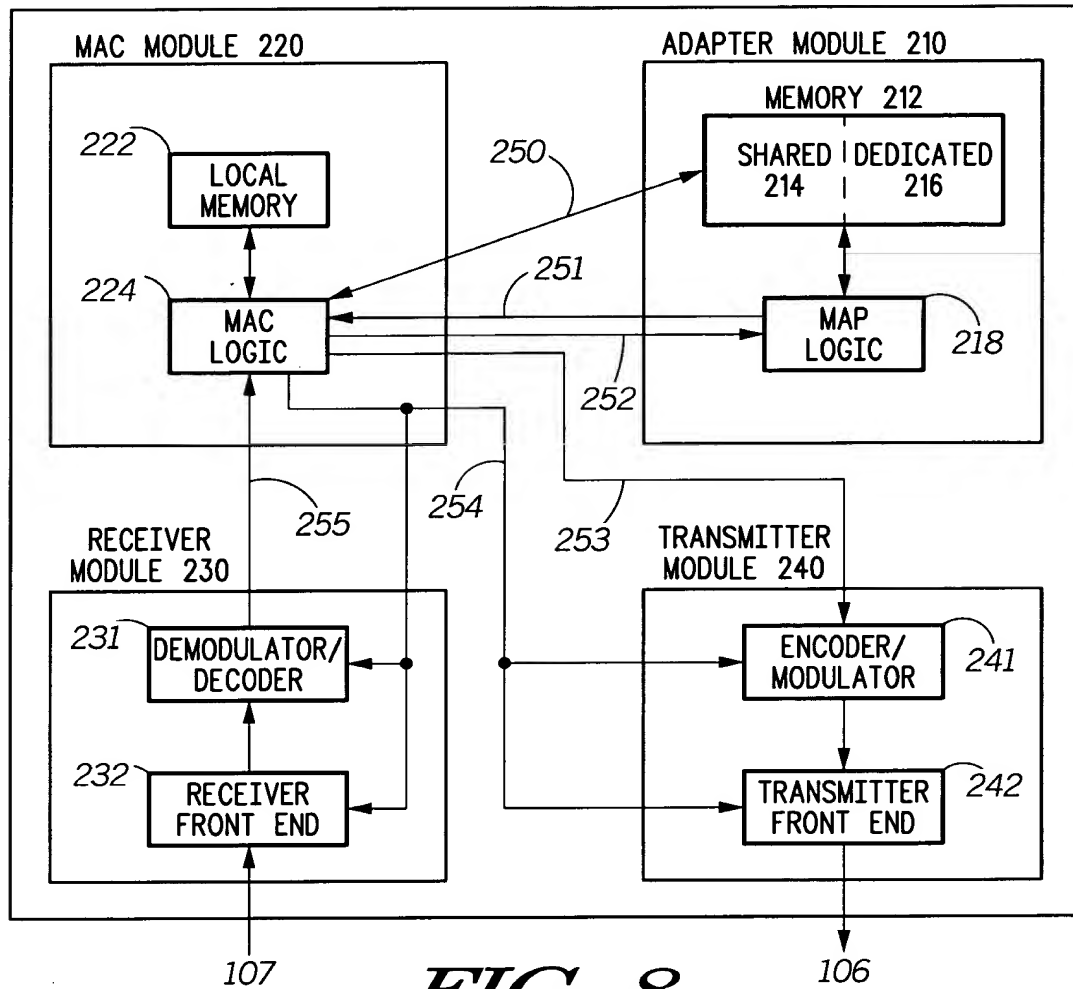 MAC MODULE 220
ADAPTER MODULE 210
MEMORY 212
222
LOCAL
MEMORY
250
SHARED
214
DEDICATED
216
224
MAC
LOGIC
251
252
MAP
LOGIC
218
255
254
253
RECEIVER
MODULE 230
TRANSMITTER
MODULE 240
231
DEMODULATOR/
DECODER
ENCODER/
MODULATOR
241
232
RECEIVER
FRONT END
TRANSMITTER
FRONT END
242
107
FIG. 8
106